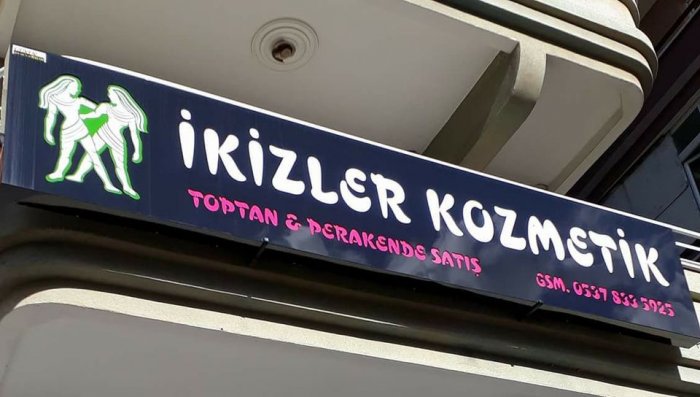 İKİZLER KOZMETİK
TOPTAN & PERAKENDE SATIŞ
GSM. 0537 833 5925